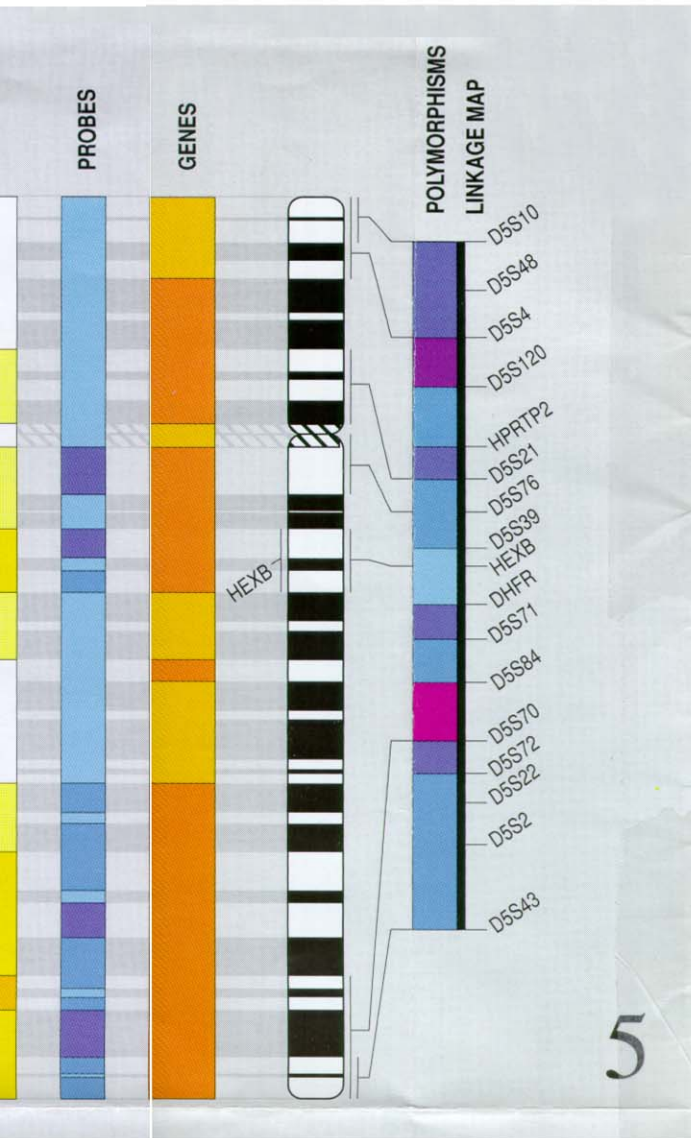 PROBES
GENES
POLYMORPHISMS
LINKAGE MAP
D5S10
D5S48
D5S4
D5S120
HPRTP2
D5S21
D5S76
D5S39
HEXB
DHFR
D5S71
D5S84
D5S70
D5S72
D5S22
D5S2
D5S43
HEXB
5